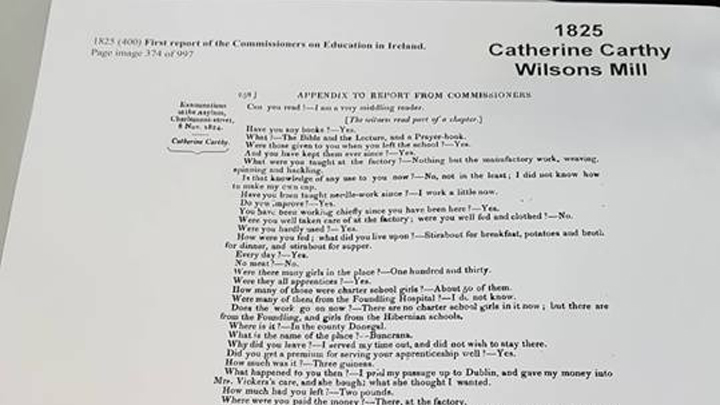 1825 (400) First report of the Commissioners on Education in Ireland.
Page image 374 of 997
1825
Catherine Carthy
Wilsons Mill
APPENDIX TO REPORT FROM COMMISSIONERS
Examinations
at the Asylum,
Charlemont-street,
8 Nov. 1824.
Catherine Carthy.
Can you read?—I am a very middling reader.
[The witness read part of a chapter.]
Have you any books?—Yes.
What?—The Bible and the Lecture, and a Prayer-book.
Were those given to you when you left the school?—Yes.
And you have kept them ever since?—Yes.
What were you taught at the factory?—Nothing but the manufactory work, weaving,
spinning and hackling.
Is that knowledge of any use to you now?—No, not in the least; I did not know how
to make my own cap.
Have you been taught needle-work since?—I work a little now.
Do you improve?—Yes.
You have been working chiefly since you have been here?—Yes.
Were you well taken care of at the factory; were you well fed and clothed?—No.
Were you hardly used?—Yes.
How were you fed; what did you live upon?—Stirabout for breakfast, potatoes and broth
for dinner, and stirabout for supper.
Every day?—Yes.
No meat?—No.
Were there many girls in the place?—One hundred and thirty.
Were they all apprentices?—Yes.
How many of those were charter school girls?—About 50 of them.
Were many of them from the Foundling Hospital?—I do not know.
Does the work go on now?—There are no charter school girls in it now; but there are
from the Foundling, and girls from the Hibernian schools.
Where is it?—In the county Donegal.
What is the name of the place?—Buncrana.
Why did you leave?—I served my time out, and did not wish to stay there.
Did you get a premium for serving your apprenticeship well?—Yes.
How much was it?—Three guineas.
What happened to you then?—I paid my passage up to Dublin, and gave my money into
Mrs. Vickers's care, and she bought what she thought I wanted.
How much had you left?—Two pounds.
Where were you paid the money?—There, at the factory.